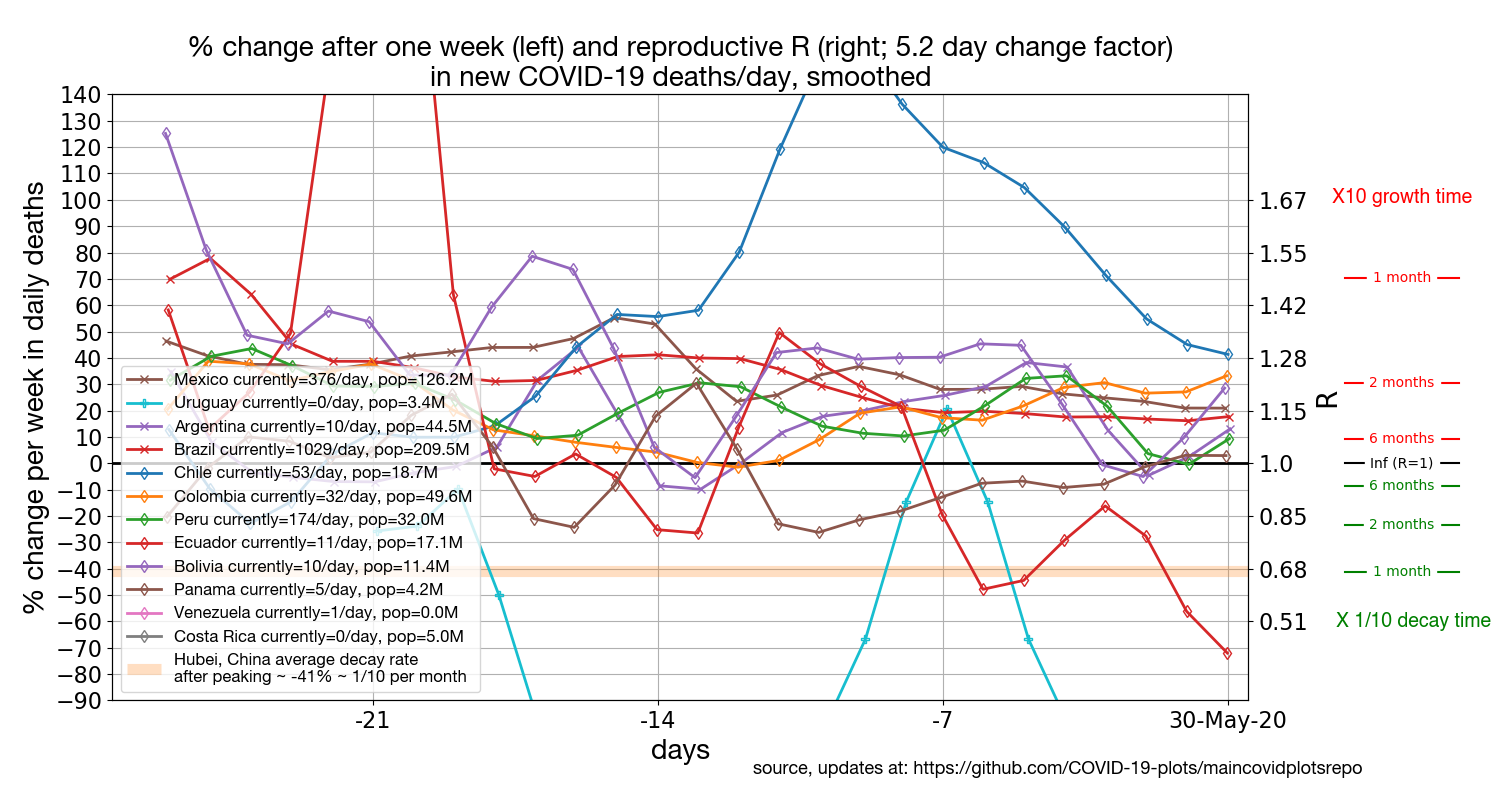 % change after one week (left) and reproductive R (right; 5.2 day change factor)
in new COVID-19 deaths/day, smoothed
% change per week in daily deaths
140
130
120
110
100
90
80
70
60
50
40
30
20
10
0
−10
−20
−30
−40
−50
−60
−70
−80
−90
Mexico currently=376/day, pop=126.2M
Uruguay currently=0/day, pop=3.4M
Argentina currently=10/day, pop=44.5M
Brazil currently=1029/day, pop=209.5M
Chile currently=53/day, pop=18.7M
Colombia currently=32/day, pop=49.6M
Peru currently=174/day, pop=32.0M
Ecuador currently=11/day, pop=17.1M
Bolivia currently=10/day, pop=11.4M
Panama currently=5/day, pop=4.2M
Venezuela currently=1/day, pop=0.0M
Costa Rica currently=0/day, pop=5.0M
Hubei, China average decay rate
after peaking ~ -41% ~ 1/10 per month
-21
-14
-7
30-May-20
days
1.67
1.55
1.42
1.28
1.15
1.0
0.85
0.68
0.51
R
X10 growth time
1 month
2 months
6 months
Inf (R=1)
6 months
2 months
1 month
X 1/10 decay time
source, updates at: https://github.com/COVID-19-plots/maincovidplotsrepo